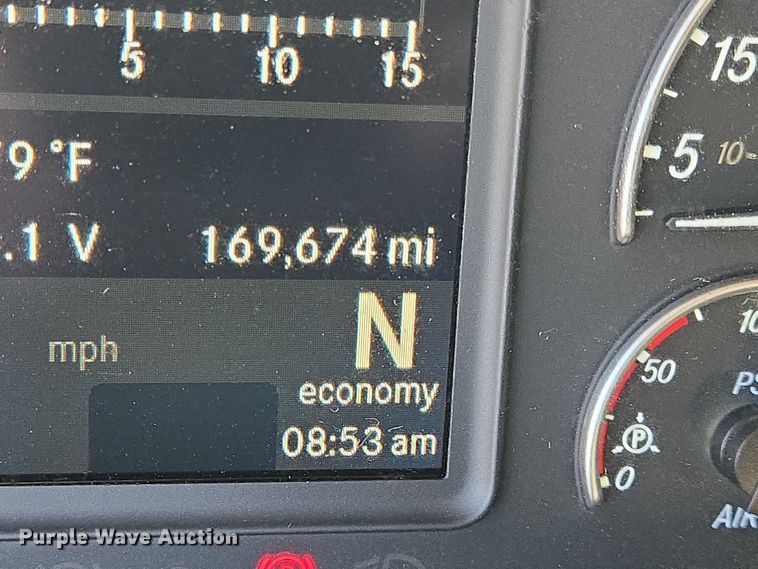 5 10 15
9 °F
.1 V 169,674 mi
mph
N
economy
08:53 am
15
5 10
50
P
0
AIR
Purple Wave Auction